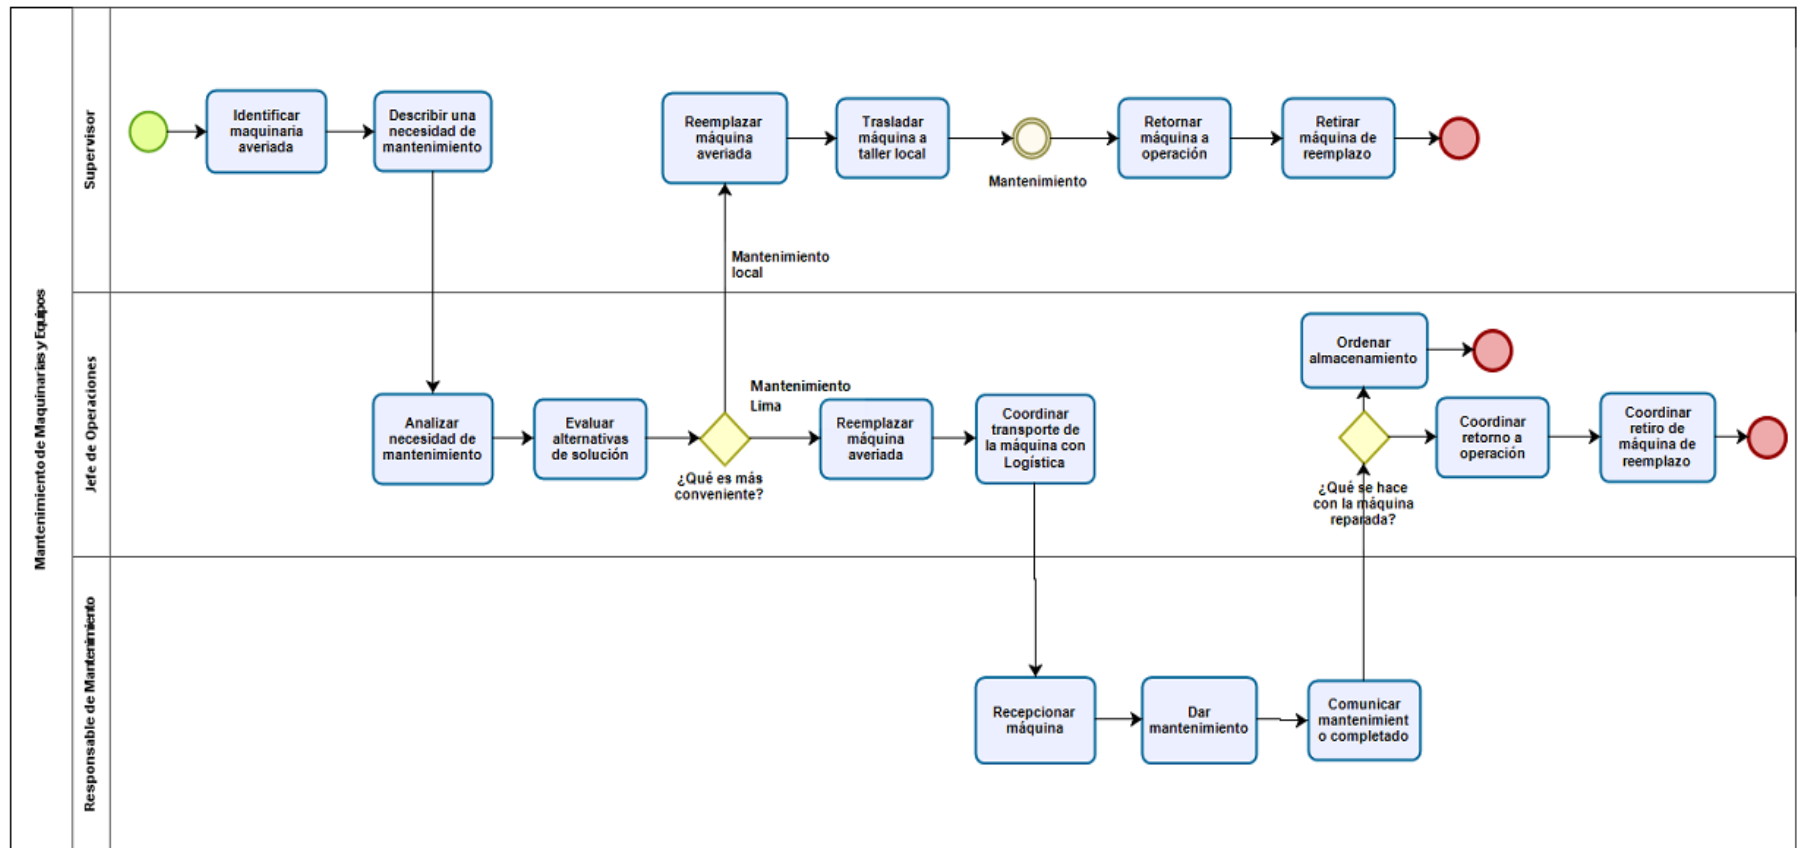 Mantenimiento de Maquinarias y Equipos
Supervisor
Identificar
maquinaria
averiada
Describir una
necesidad de
mantenimiento
Reemplazar
máquina
averiada
Trasladar
máquina a
taller local
Mantenimiento
Retornar
máquina a
operación
Retirar
máquina de
reemplazo
Mantenimiento
local
Jefe de Operaciones
Analizar
necesidad de
mantenimiento
Evaluar
alternativas
de solución
¿Qué es más
conveniente?
Mantenimiento
Lima
Reemplazar
máquina
averiada
Coordinar
transporte de
la máquina con
Logística
Ordenar
almacenamiento
¿Qué se hace
con la máquina
reparada?
Coordinar
retorno a
operación
Coordinar
retiro de
máquina de
reemplazo
Responsable de Mantenimiento
Recepcionar
máquina
Dar
mantenimiento
Comunicar
mantenimient
o completado